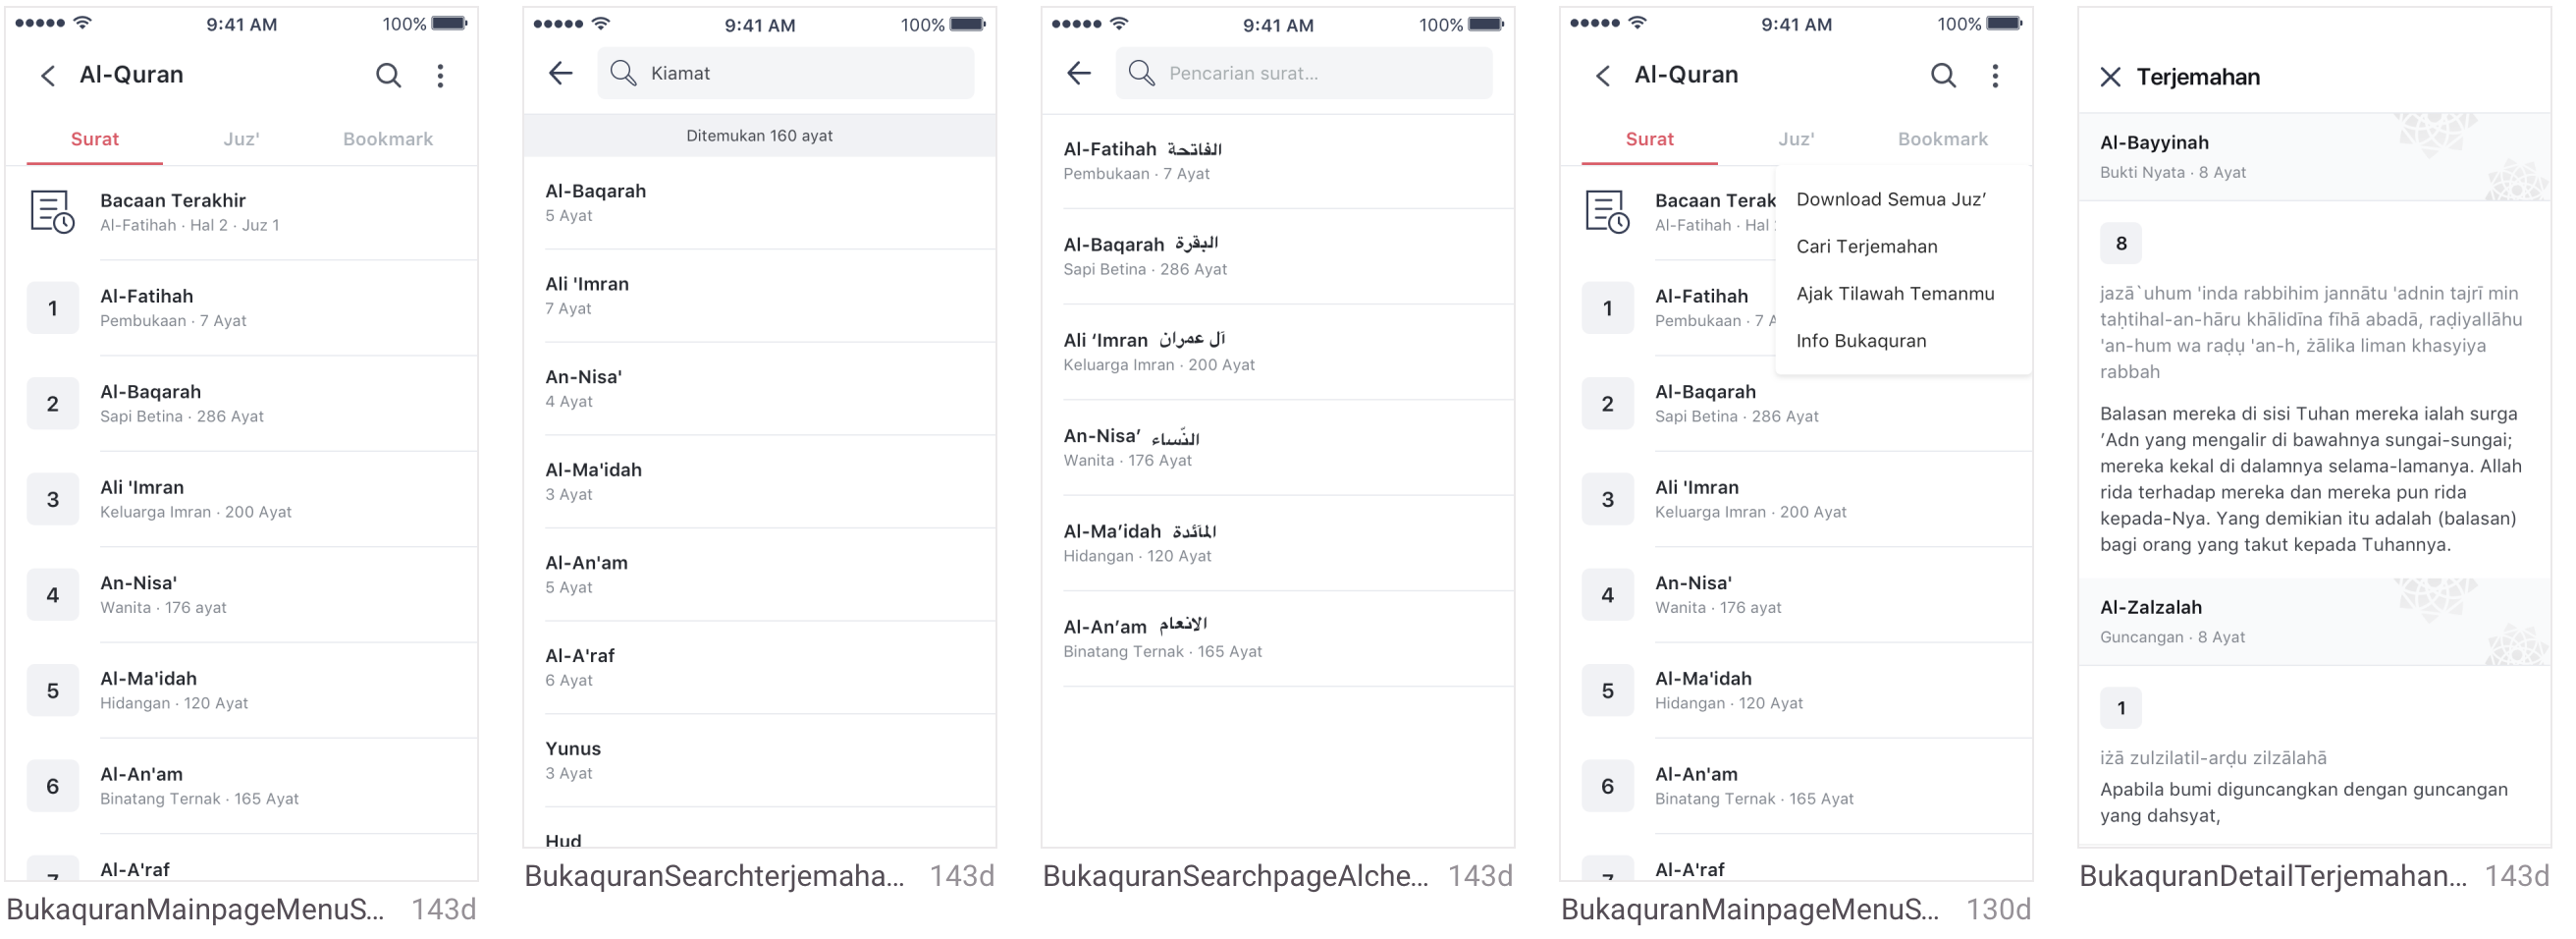 9:41 AM 100%
Al-Quran
Surat Juz' Bookmark
Bacaan Terakhir
Al-Fatihah · Hal 2 · Juz 1
1
Al-Fatihah
Pembukaan · 7 Ayat
2
Al-Baqarah
Sapi Betina · 286 Ayat
3
Ali 'Imran
Keluarga Imran · 200 Ayat
4
An-Nisa'
Wanita · 176 ayat
5
Al-Ma'idah
Hidangan · 120 Ayat
6
Al-An'am
Binatang Ternak · 165 Ayat
7
Al-A'raf
BukaquranMainpageMenuS... 143d
9:41 AM 100%
Kiamat
Ditemukan 160 ayat
Al-Baqarah
5 Ayat
Ali 'Imran
7 Ayat
An-Nisa'
4 Ayat
Al-Ma'idah
3 Ayat
Al-An'am
5 Ayat
Al-A'raf
6 Ayat
Yunus
3 Ayat
Hud
BukaquranSearchterjemaha... 143d
9:41 AM 100%
Pencarian surat...
Al-Fatihah الفاتحة
Pembukaan · 7 Ayat
Al-Baqarah البقرة
Sapi Betina · 286 Ayat
Ali ‘Imran آل عمران
Keluarga Imran · 200 Ayat
An-Nisa’ النّساء
Wanita · 176 Ayat
Al-Ma’idah المآئدة
Hidangan · 120 Ayat
Al-An’am الانعام
Binatang Ternak · 165 Ayat
BukaquranSearchpageAlche... 143d
9:41 AM 100%
Al-Quran
Surat Juz' Bookmark
Bacaan Terak
Al-Fatihah · Hal
Download Semua Juz’
Cari Terjemahan
Ajak Tilawah Temanmu
Info Bukaquran
1
Al-Fatihah
Pembukaan · 7 A
2
Al-Baqarah
Sapi Betina · 286 Ayat
3
Ali 'Imran
Keluarga Imran · 200 Ayat
4
An-Nisa'
Wanita · 176 ayat
5
Al-Ma'idah
Hidangan · 120 Ayat
6
Al-An'am
Binatang Ternak · 165 Ayat
7
Al-A'raf
BukaquranMainpageMenuS... 130d
Terjemahan
Al-Bayyinah
Bukti Nyata · 8 Ayat
8
jazā`uhum 'inda rabbihim jannātu 'adnin tajrī min
taḥtihal-an-hāru khālidīna fīhā abadā, raḍiyallāhu
'an-hum wa raḍụ 'an-h, żālika liman khasyiya
rabbah
Balasan mereka di sisi Tuhan mereka ialah surga
’Adn yang mengalir di bawahnya sungai-sungai;
mereka kekal di dalamnya selama-lamanya. Allah
rida terhadap mereka dan mereka pun rida
kepada-Nya. Yang demikian itu adalah (balasan)
bagi orang yang takut kepada Tuhannya.
Al-Zalzalah
Guncangan · 8 Ayat
1
iżā zulzilatil-arḍu zilzālahā
Apabila bumi diguncangkan dengan guncangan
yang dahsyat,
BukaquranDetailTerjemahan... 143d